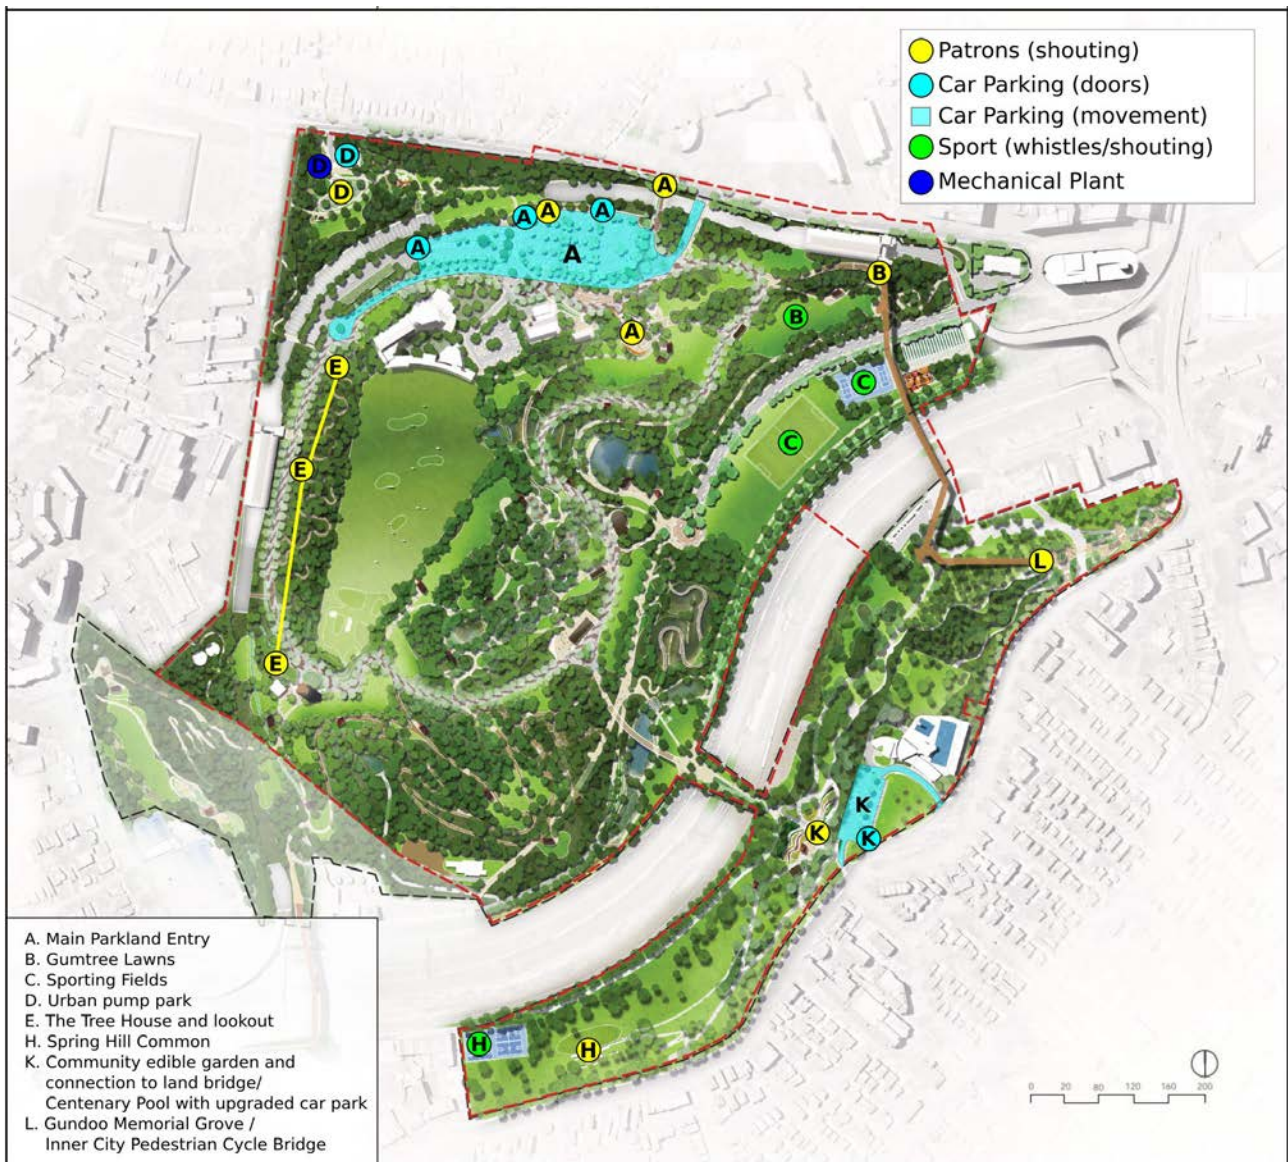 Patrons (shouting)
Car Parking (doors)
Car Parking (movement)
Sport (whistles/shouting)
Mechanical Plant
D
D
D
A
A
A
A
A
A
B
A
B
E
C
C
E
L
E
K
K
K
H
H
A. Main Parkland Entry
B. Gumtree Lawns
C. Sporting Fields
D. Urban pump park
E. The Tree House and lookout
H. Spring Hill Common
K. Community edible garden and
connection to land bridge/
Centenary Pool with upgraded car park
L. Gundoo Memorial Grove /
Inner City Pedestrian Cycle Bridge
0 20 80 120 160 200